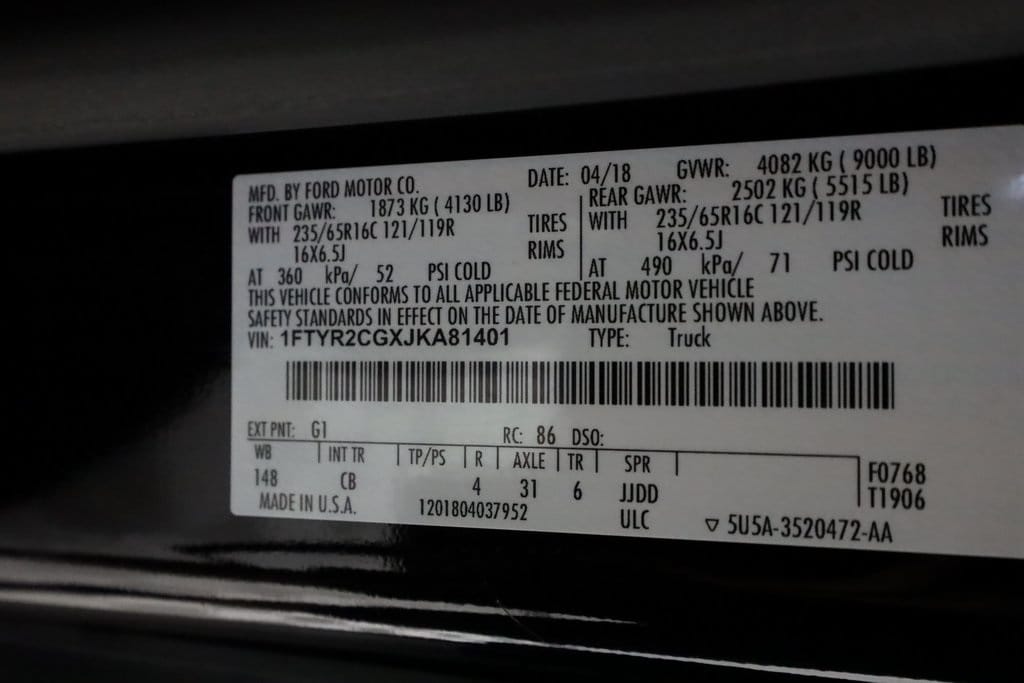 MFD. BY FORD MOTOR CO. DATE: 04/18 GVWR: 4082 KG ( 9000 LB)
FRONT GAWR: 1873 KG ( 4130 LB) REAR GAWR: 2502 KG ( 5515 LB)
WITH 235/65R16C 121/119R TIRES WITH 235/65R16C 121/119R TIRES
16X6.5J RIMS 16X6.5J RIMS
AT 360 kPa/ 52 PSI COLD AT 490 kPa/ 71 PSI COLD
THIS VEHICLE CONFORMS TO ALL APPLICABLE FEDERAL MOTOR VEHICLE
SAFETY STANDARDS IN EFFECT ON THE DATE OF MANUFACTURE SHOWN ABOVE.
VIN: 1FTYR2CGXJKA81401 TYPE: Truck
EXT PNT: G1 RC: 86 DSO:
WB INT TR TP/PS R AXLE TR SPR F0768
148 CB 4 31 6 JJDD T1906
MADE IN U.S.A. 1201804037952 ULC ▽ 5U5A-3520472-AA